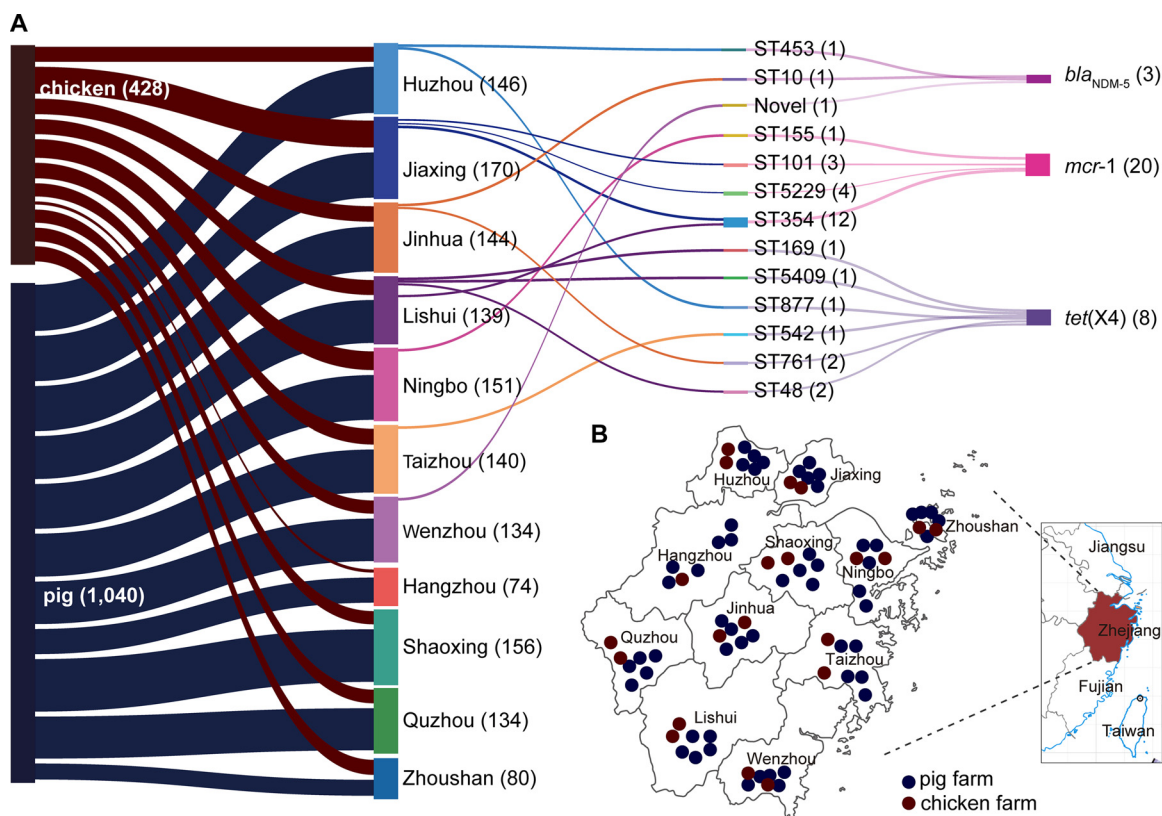 A
chicken (428)
pig (1,040)
Huzhou (146)
Jiaxing (170)
Jinhua (144)
Lishui (139)
Ningbo (151)
Taizhou (140)
Wenzhou (134)
Hangzhou (74)
Shaoxing (156)
Quzhou (134)
Zhoushan (80)
ST453 (1)
ST10 (1)
Novel (1)
ST155 (1)
ST101 (3)
ST5229 (4)
ST354 (12)
ST169 (1)
ST5409 (1)
ST877 (1)
ST542 (1)
ST761 (2)
ST48 (2)
blaNDM-5 (3)
mcr-1 (20)
tet(X4) (8)
B
Huzhou
Jiaxing
Zhoushan
Hangzhou
Shaoxing
Ningbo
Jinhua
Quzhou
Taizhou
Lishui
Wenzhou
pig farm
chicken farm
Jiangsu
Zhejiang
Fujian
Taiwan